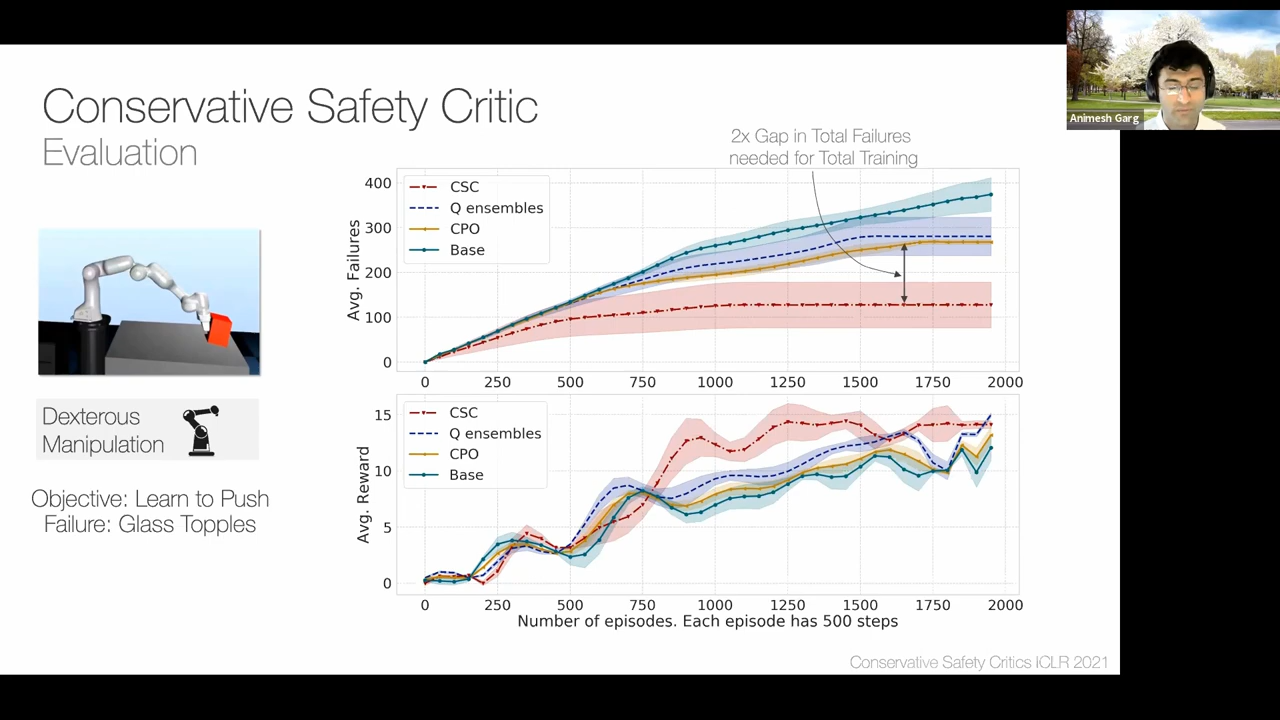 Conservative Safety Critic
Evaluation
Animesh Garg
2x Gap in Total Failures
needed for Total Training
Dexterous
Manipulation
Objective: Learn to Push
Failure: Glass Topples
Avg. Failures
400
300
200
100
0
CSC
Q ensembles
CPO
Base
0 250 500 750 1000 1250 1500 1750 2000
Avg. Reward
15
10
5
0
CSC
Q ensembles
CPO
Base
0 250 500 750 1000 1250 1500 1750 2000
Number of episodes. Each episode has 500 steps
Conservative Safety Critics ICLR 2021